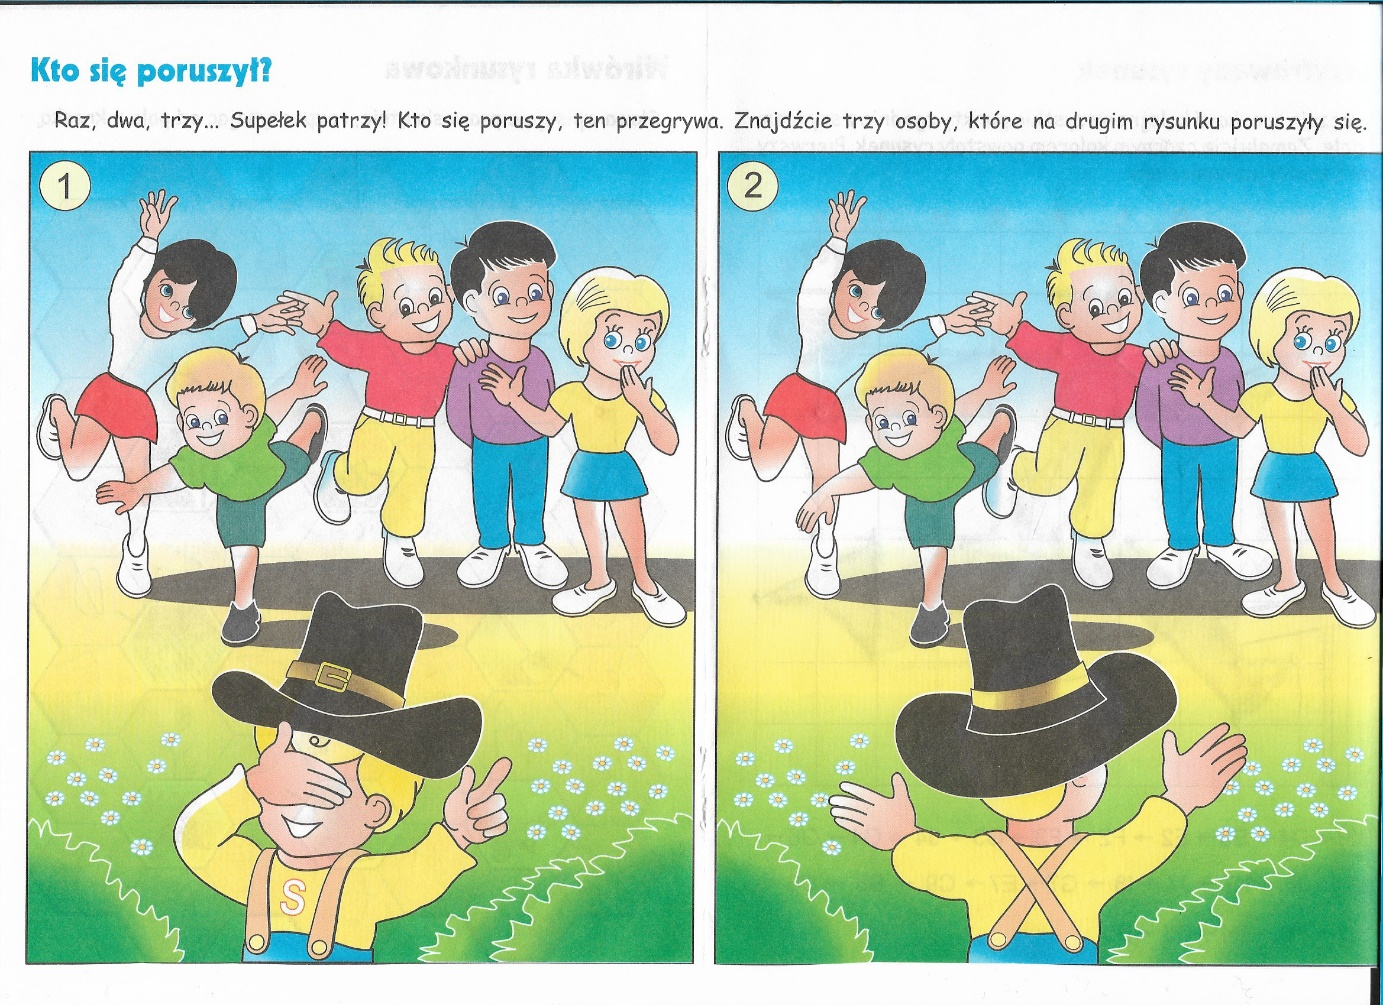 Kto się poruszył?
Raz, dwa, trzy... Supełek patrzy! Kto się poruszy, ten przegrywa. Znajdźcie trzy osoby, które na drugim rysunku poruszyły się.
1
2
S